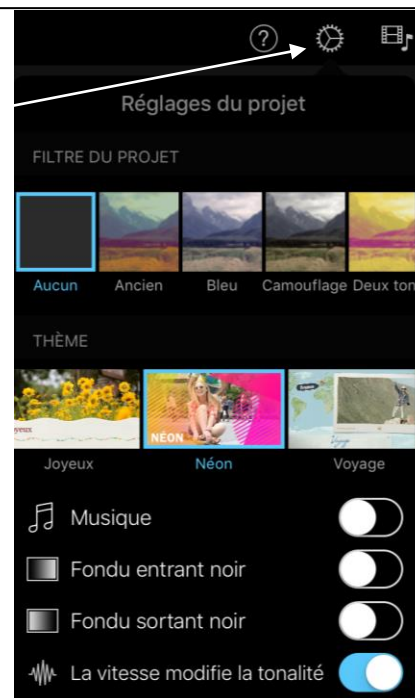 ?
Réglages du projet
FILTRE DU PROJET
Aucun Ancien Bleu Camouflage Deux ton
THÈME
NÉON
Joyeux Néon Voyage
Musique
Fondu entrant noir
Fondu sortant noir
La vitesse modifie la tonalité